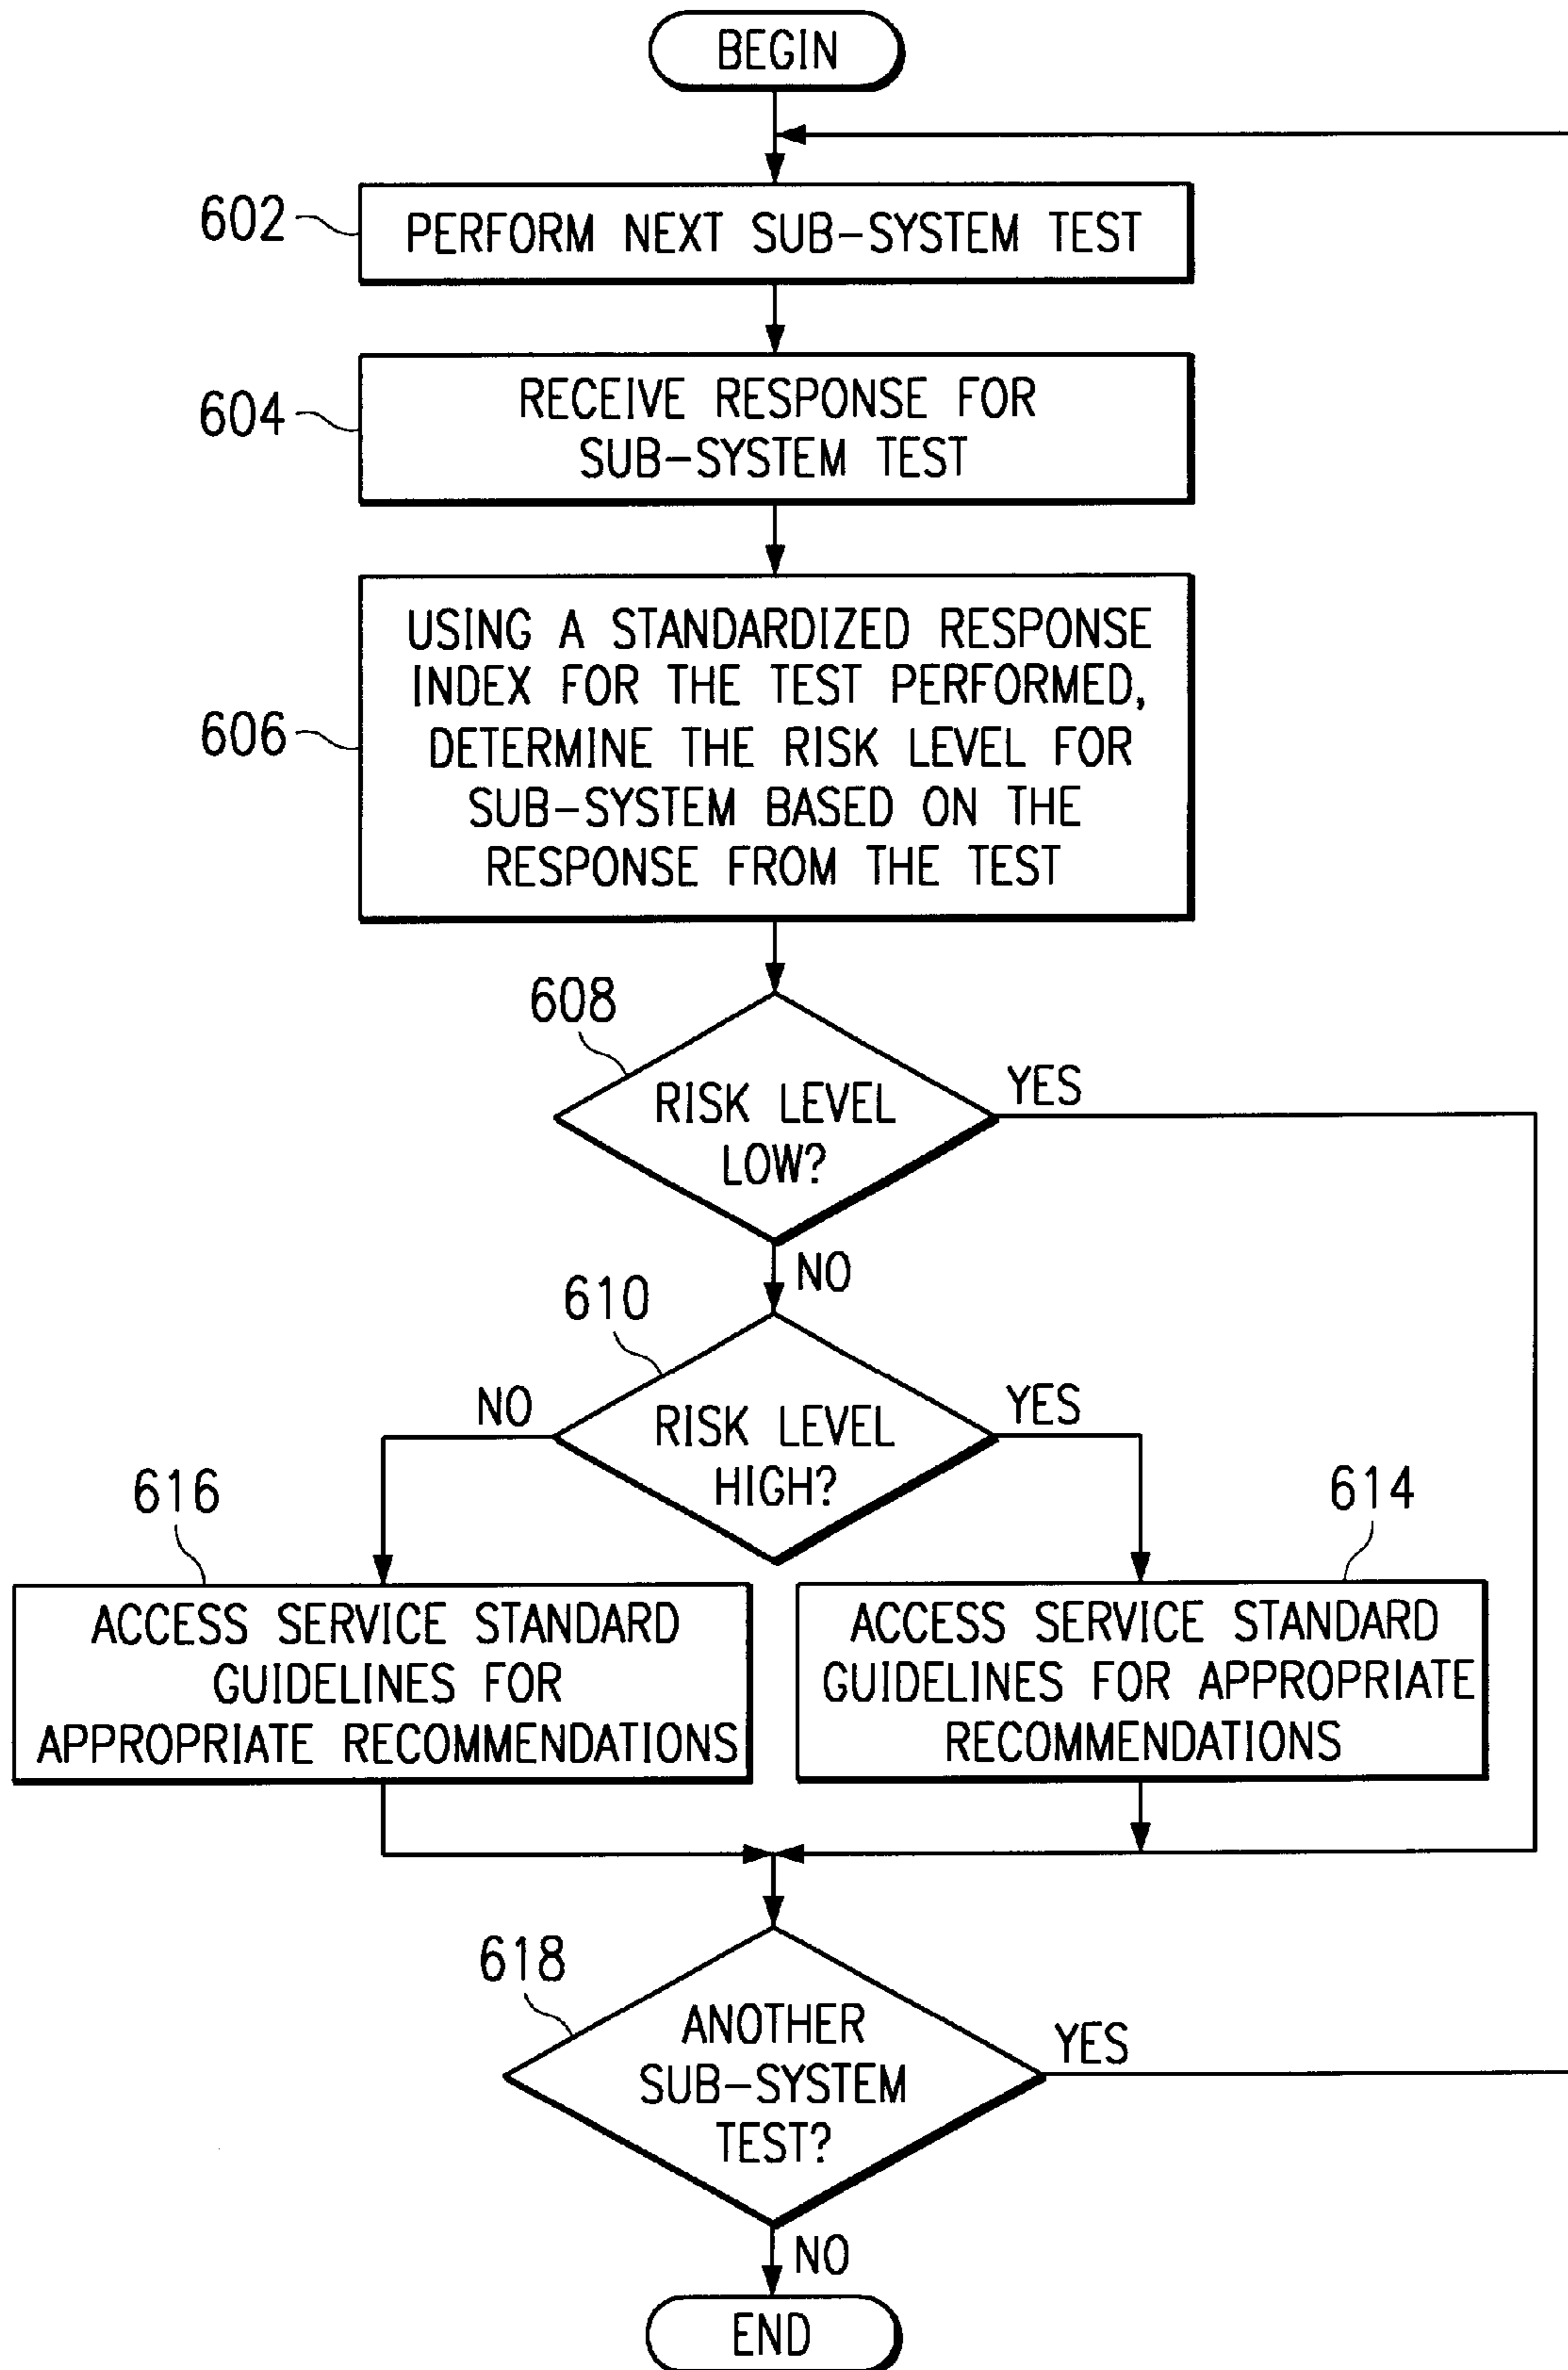 BEGIN
602
PERFORM NEXT SUB-SYSTEM TEST
604
RECEIVE RESPONSE FOR
SUB-SYSTEM TEST
606
USING A STANDARDIZED RESPONSE
INDEX FOR THE TEST PERFORMED,
DETERMINE THE RISK LEVEL FOR
SUB-SYSTEM BASED ON THE
RESPONSE FROM THE TEST
608
RISK LEVEL
LOW?
YES
NO
610
RISK LEVEL
HIGH?
NO
YES
616
ACCESS SERVICE STANDARD
GUIDELINES FOR
APPROPRIATE RECOMMENDATIONS
614
ACCESS SERVICE STANDARD
GUIDELINES FOR APPROPRIATE
RECOMMENDATIONS
618
ANOTHER
SUB-SYSTEM
TEST?
YES
NO
END